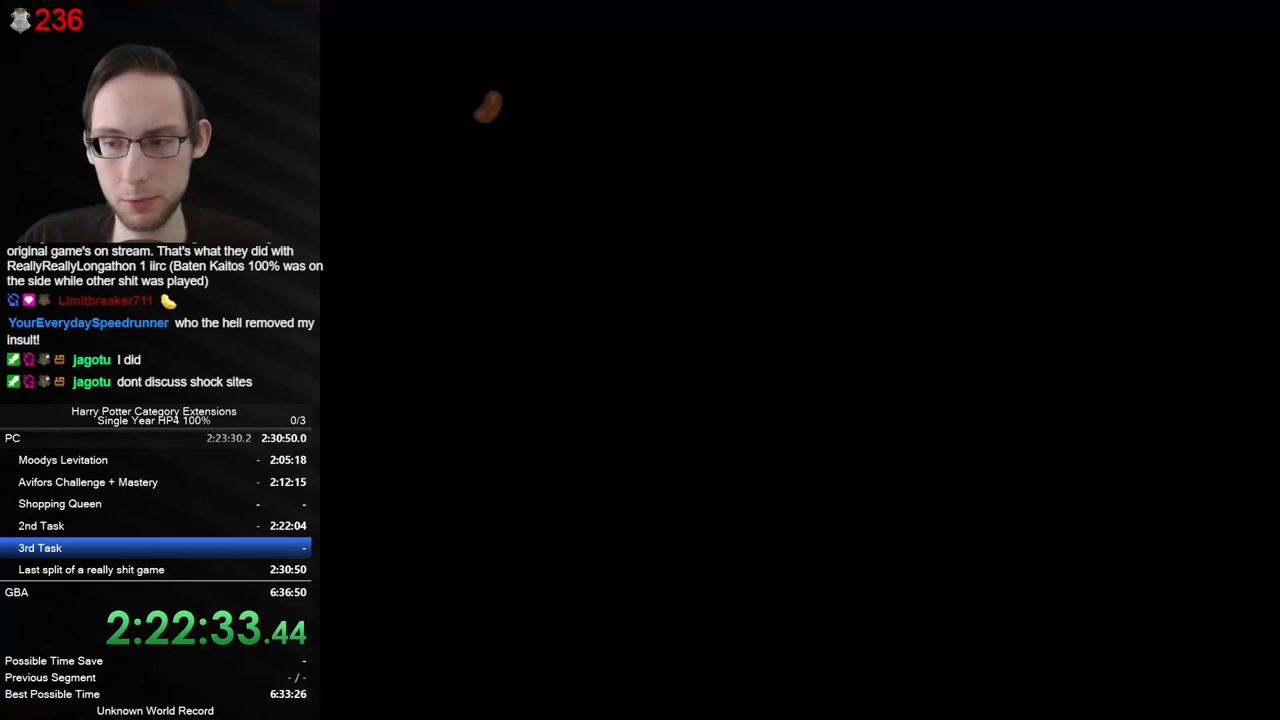 236
original game's on stream. That's what they did with
ReallyReallyLongathon 1 iirc (Baten Kaitos 100% was on
the side while other shit was played)
Limitbreaker711
YourEverydaySpeedrunner who the hell removed my
insult!
jagotu I did
jagotu dont discuss shock sites
Harry Potter Category Extensions
Single Year HP4 100% 0/3
PC 2:23:30.2 2:30:50.0
Moodys Levitation - 2:05:18
Avifors Challenge + Mastery - 2:12:15
Shopping Queen - -
2nd Task - 2:22:04
3rd Task -
Last split of a really shit game 2:30:50
GBA 6:36:50
2:22:33.44
Possible Time Save -
Previous Segment - / -
Best Possible Time 6:33:26
Unknown World Record